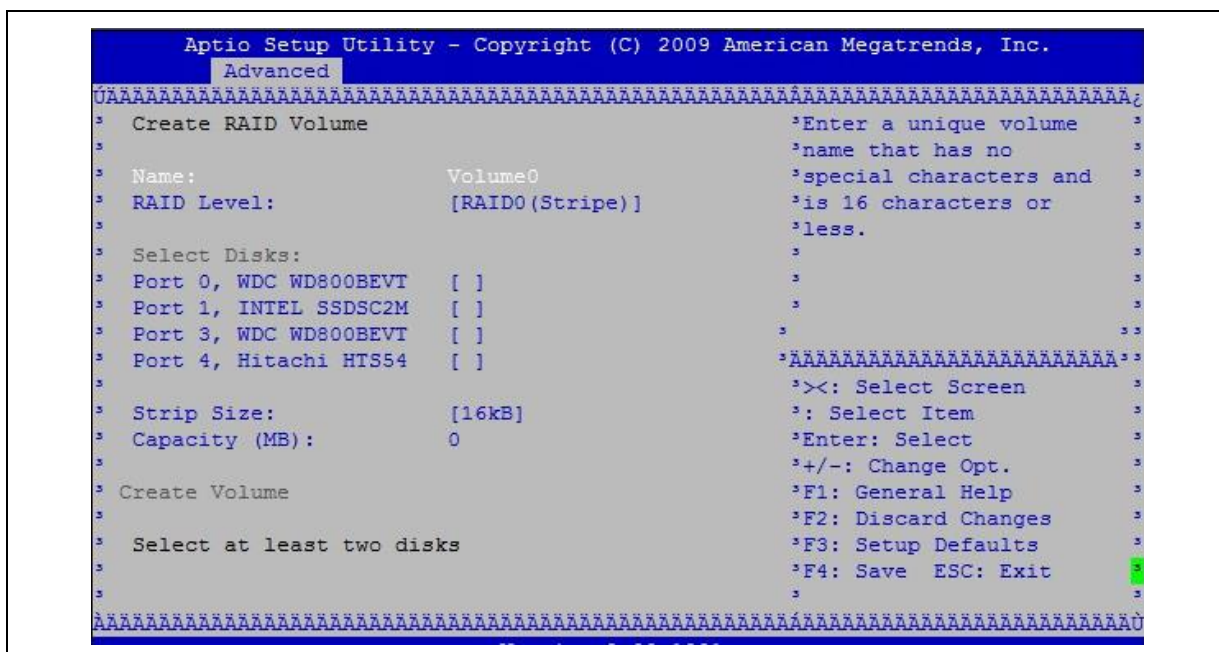 Aptio Setup Utility - Copyright (C) 2009 American Megatrends, Inc.
Advanced
Create RAID Volume
Name: Volume0
RAID Level: [RAID0(Stripe)]
Select Disks:
Port 0, WDC WD800BEVT [ ]
Port 1, INTEL SSDSC2M [ ]
Port 3, WDC WD800BEVT [ ]
Port 4, Hitachi HTS54 [ ]
Strip Size: [16kB]
Capacity (MB): 0
Create Volume
Select at least two disks
Enter a unique volume
name that has no
special characters and
is 16 characters or
less.
><: Select Screen
: Select Item
Enter: Select
+/-: Change Opt.
F1: General Help
F2: Discard Changes
F3: Setup Defaults
F4: Save ESC: Exit